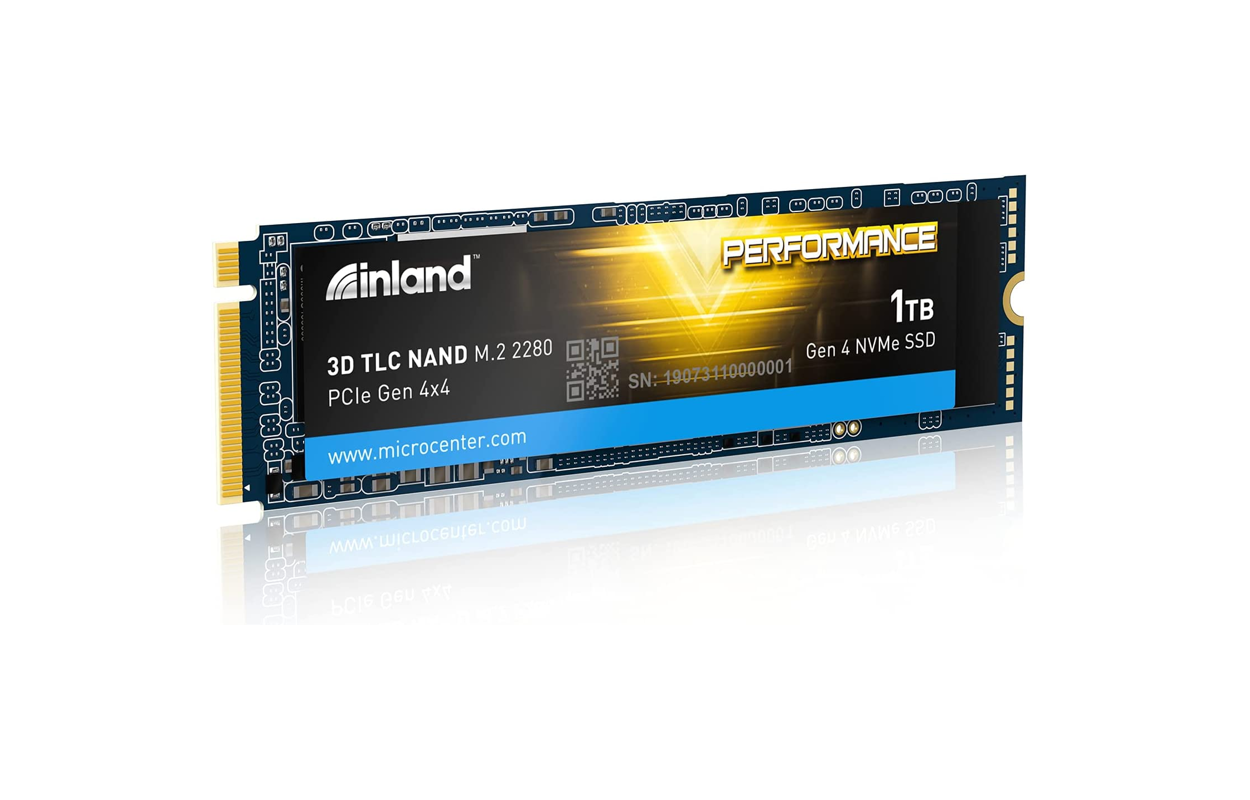 inland™
PERFORMANCE
1TB
3D TLC NAND M.2 2280
Gen 4 NVMe SSD
PCIe Gen 4x4
SN: 19073110000001
www.microcenter.com